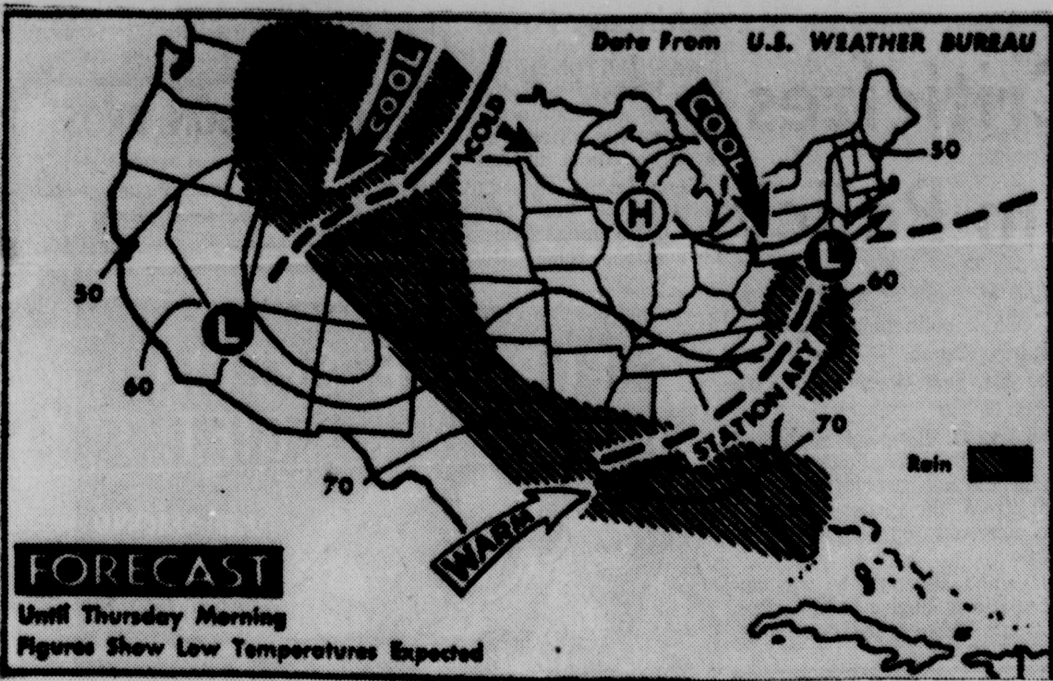 Data From U.S. WEATHER BUREAU
COOL
COLD
COOL
H
50
L
50
60
L
60
STATIONARY
70
70
Rain
WARM
FORECAST
Until Thursday Morning
Figures Show Low Temperatures Expected